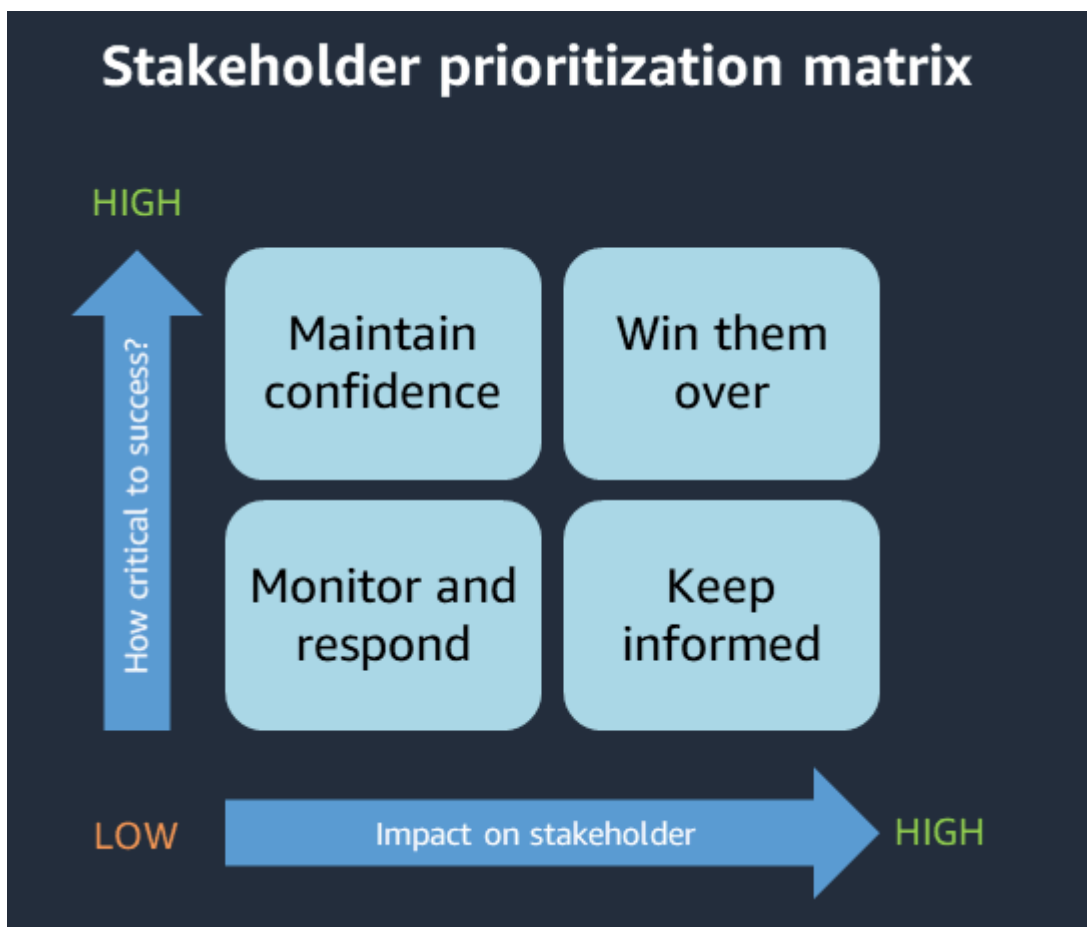 Stakeholder prioritization matrix
HIGH
How critical to success?
Maintain
confidence
Win them
over
Monitor and
respond
Keep
informed
LOW
Impact on stakeholder
HIGH